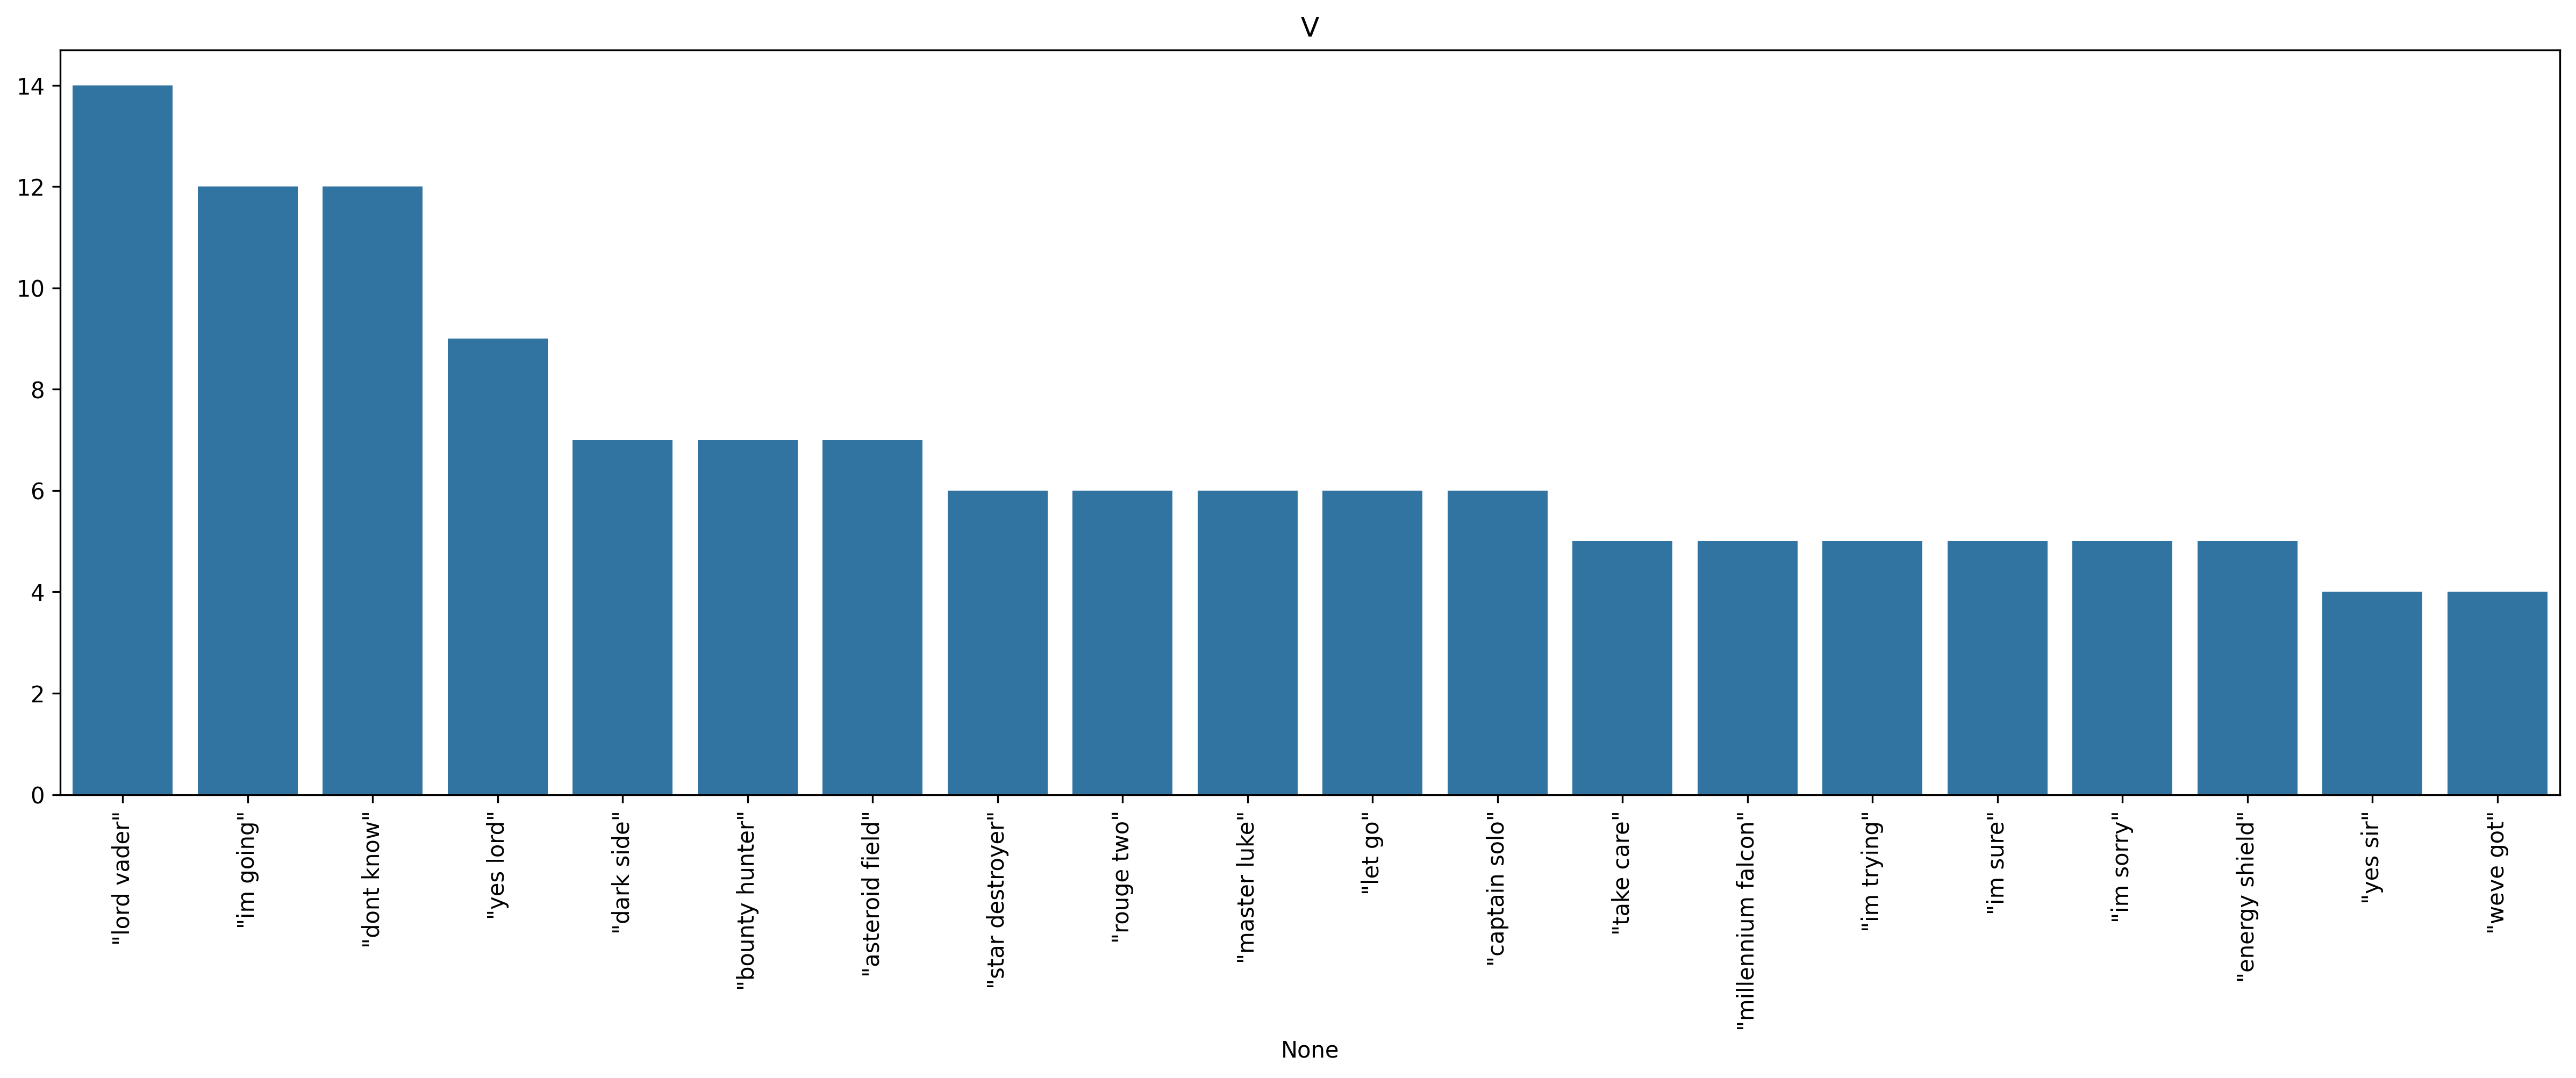 V
14
12
10
8
6
4
2
0
"lord vader"
"im going"
"dont know"
"yes lord"
"dark side"
"bounty hunter"
"asteroid field"
"star destroyer"
"rouge two"
"master luke"
"let go"
"captain solo"
"take care"
"millennium falcon"
"im trying"
"im sure"
"im sorry"
"energy shield"
"yes sir"
"weve got"
None